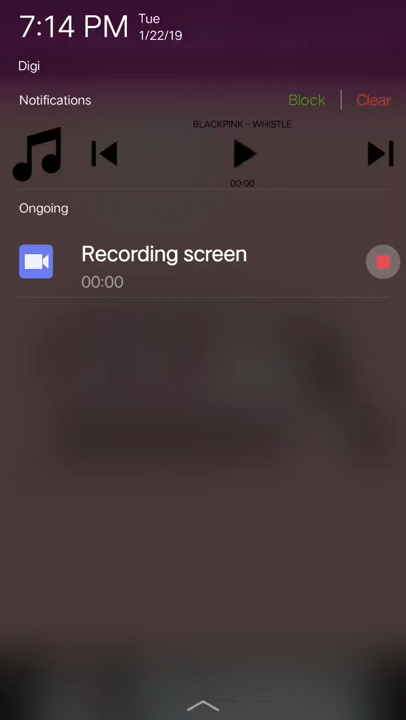 7:14 PM
Tue
1/22/19
Digi
Notifications
Block
Clear
BLACKPINK - WHISTLE
00:00
Ongoing
Recording screen
00:00